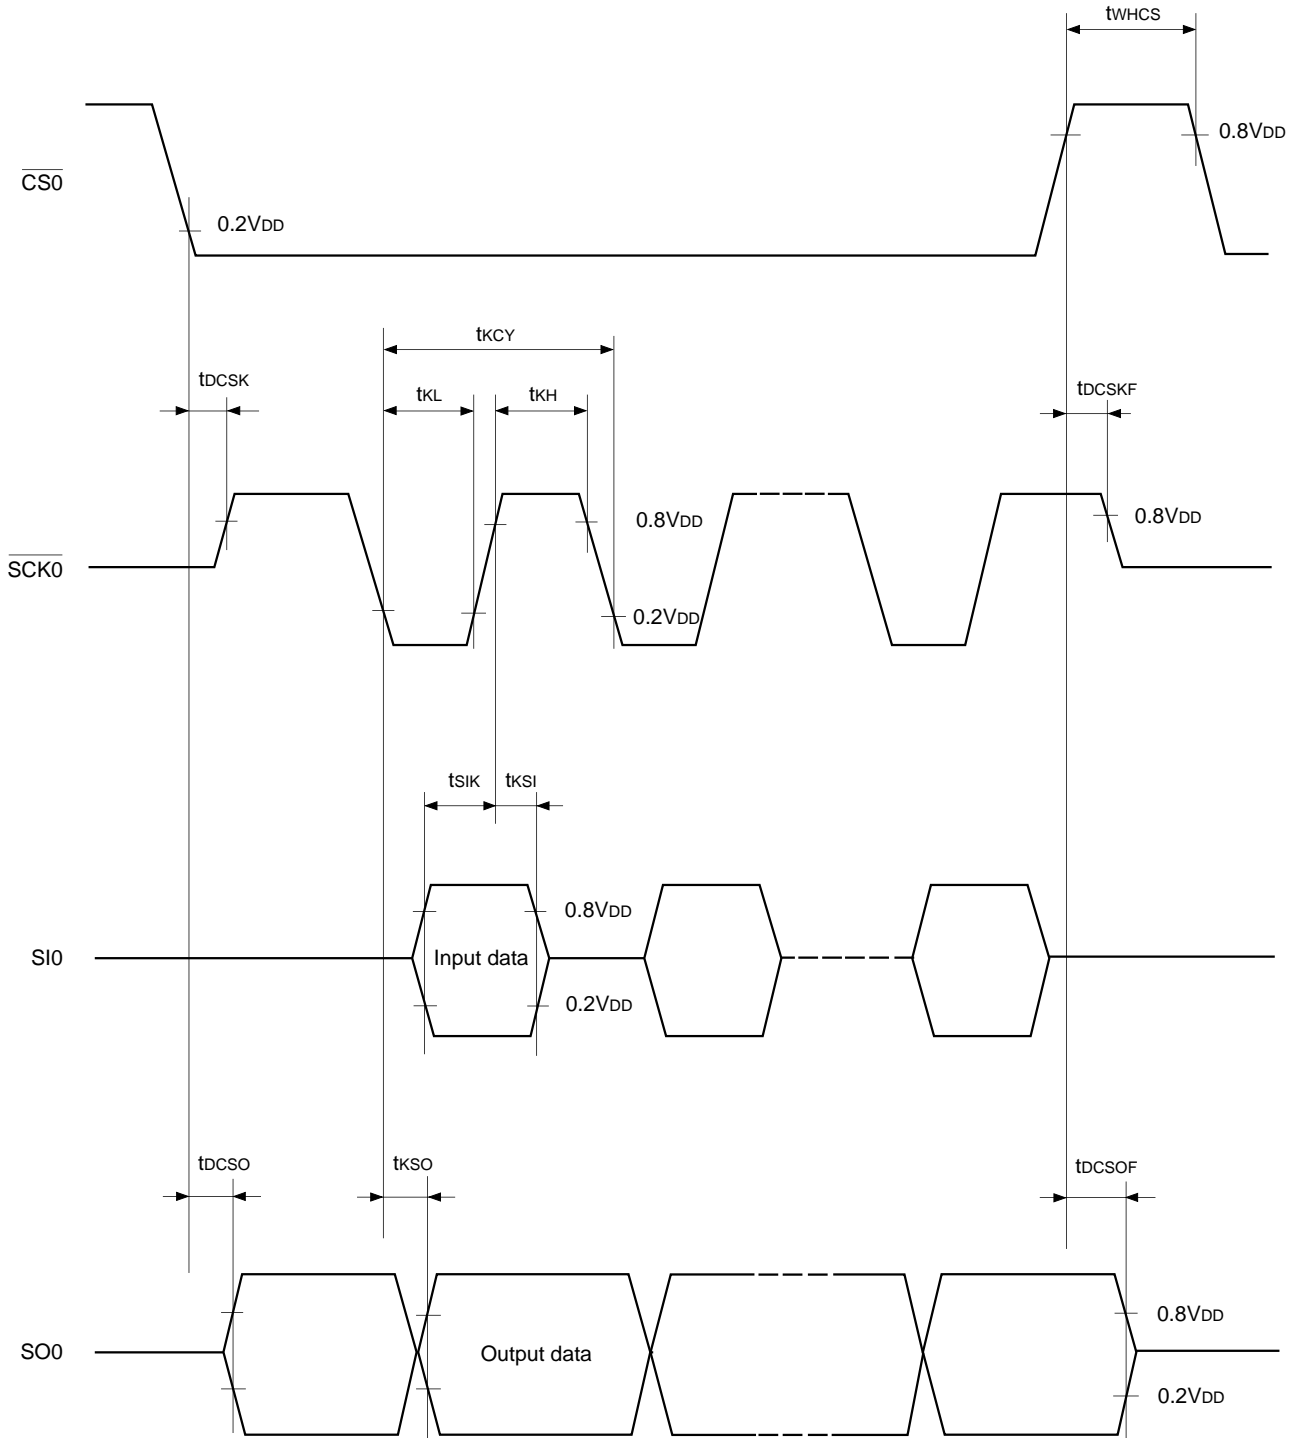 tWHCS
0.8VDD
CS0
0.2VDD
tKCY
tDCSK
tKL
tKH
tDCSKF
0.8VDD
0.8VDD
SCK0
0.2VDD
tSIK
tKSI
0.8VDD
SI0
Input data
0.2VDD
tDCSO
tKSO
tDCSOF
0.8VDD
SO0
Output data
0.2VDD